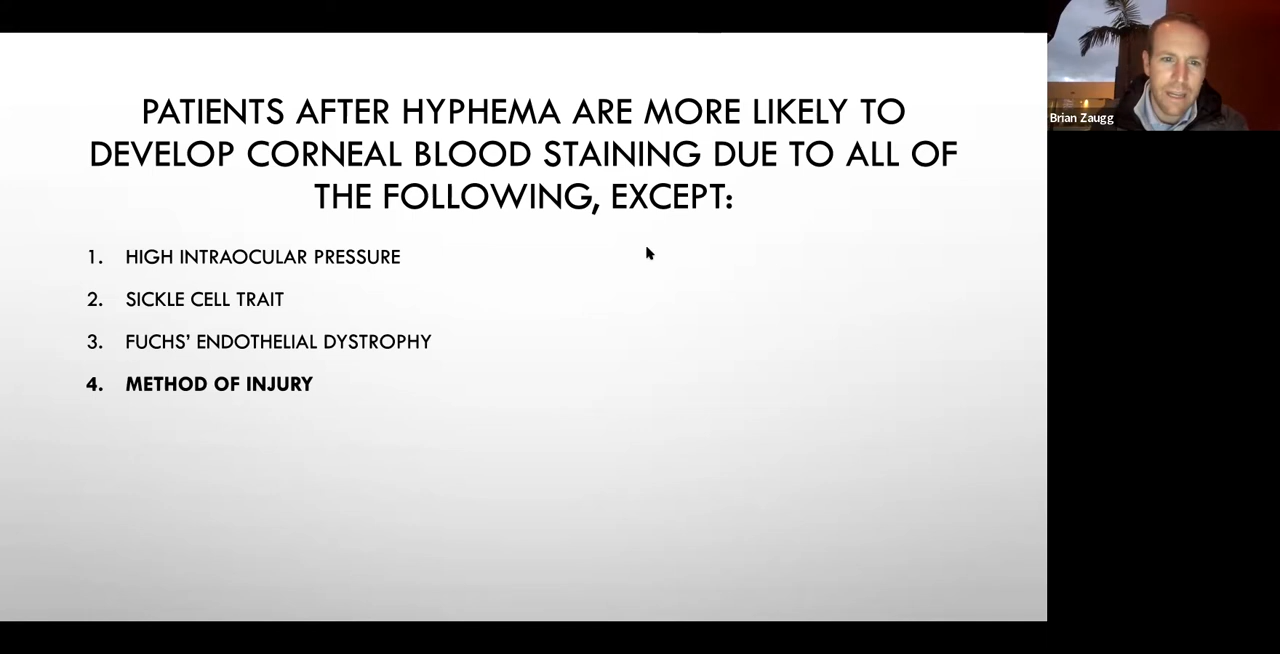 PATIENTS AFTER HYPHEMA ARE MORE LIKELY TO
DEVELOP CORNEAL BLOOD STAINING DUE TO ALL OF
THE FOLLOWING, EXCEPT:
1. HIGH INTRAOCULAR PRESSURE
2. SICKLE CELL TRAIT
3. FUCHS’ ENDOTHELIAL DYSTROPHY
4. METHOD OF INJURY
Brian Zaugg